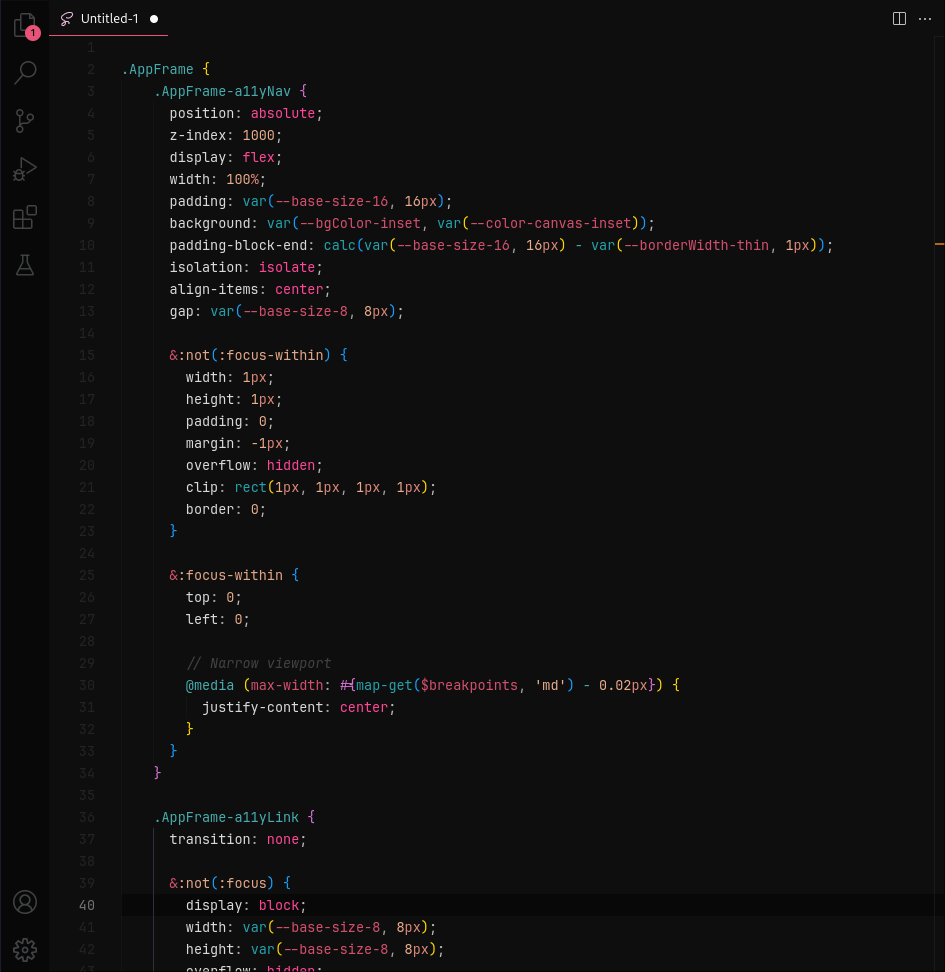 1
Untitled-1
1
2 .AppFrame {
3 .AppFrame-a11yNav {
4 position: absolute;
5 z-index: 1000;
6 display: flex;
7 width: 100%;
8 padding: var(--base-size-16, 16px);
9 background: var(--bgColor-inset, var(--color-canvas-inset));
10 padding-block-end: calc(var(--base-size-16, 16px) - var(--borderWidth-thin, 1px));
11 isolation: isolate;
12 align-items: center;
13 gap: var(--base-size-8, 8px);
14
15 &:not(:focus-within) {
16 width: 1px;
17 height: 1px;
18 padding: 0;
19 margin: -1px;
20 overflow: hidden;
21 clip: rect(1px, 1px, 1px, 1px);
22 border: 0;
23 }
24
25 &:focus-within {
26 top: 0;
27 left: 0;
28
29 // Narrow viewport
30 @media (max-width: #{map-get($breakpoints, 'md') - 0.02px}) {
31 justify-content: center;
32 }
33 }
34 }
35
36 .AppFrame-a11yLink {
37 transition: none;
38
39 &:not(:focus) {
40 display: block;
41 width: var(--base-size-8, 8px);
42 height: var(--base-size-8, 8px);
43 overflow: hidden;